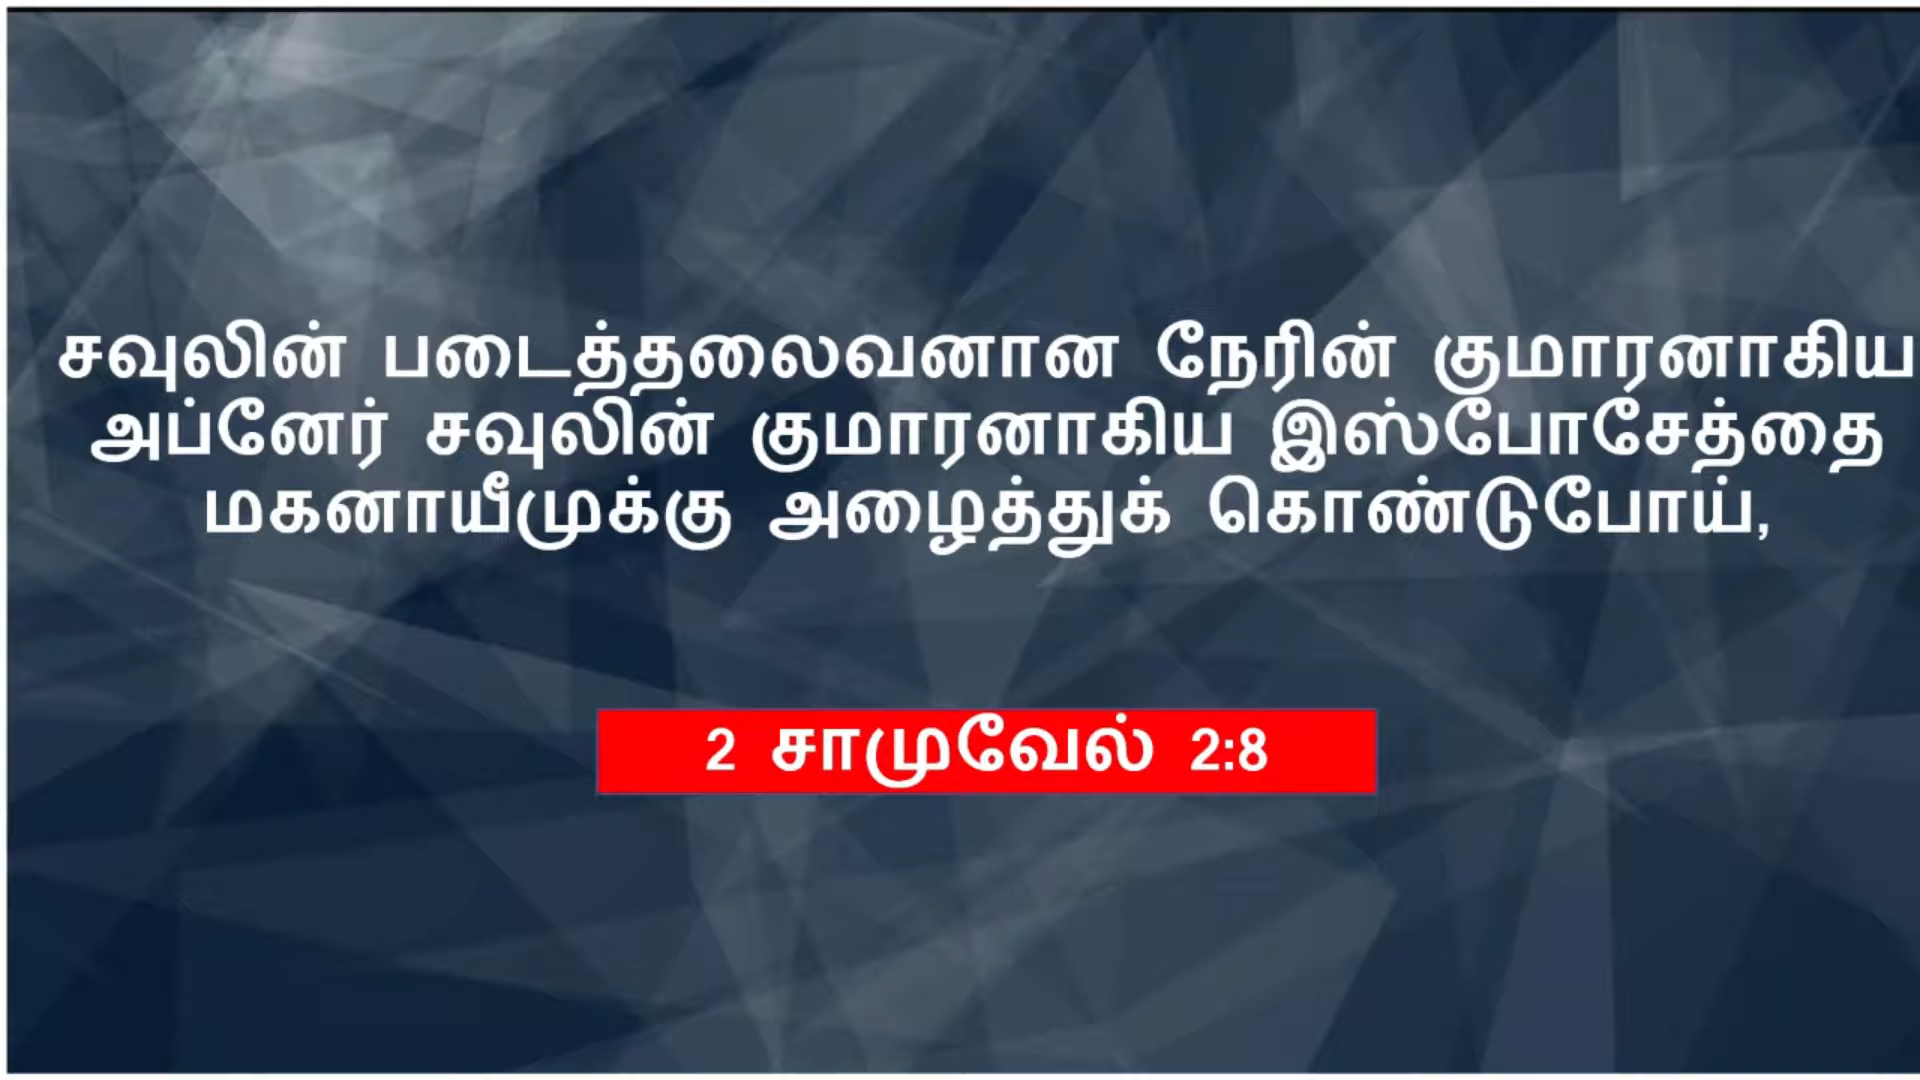 சவுலின் படைத்தலைவனான நேரின் குமாரனாகிய
அப்னேர் சவுலின் குமாரனாகிய இஸ்போசேத்தை
மகனாயீமுக்கு அழைத்துக் கொண்டுபோய்,
2 சாமுவேல் 2:8